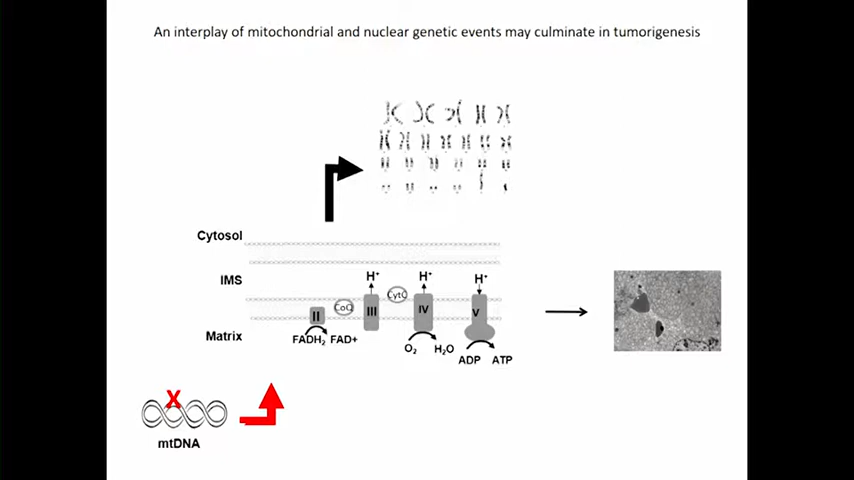 An interplay of mitochondrial and nuclear genetic events may culminate in tumorigenesis
Cytosol
IMS
H+ H+ H+
CoQ CytC
II III IV V
Matrix
FADH2 FAD+ O2 H2O
ADP ATP
X
mtDNA